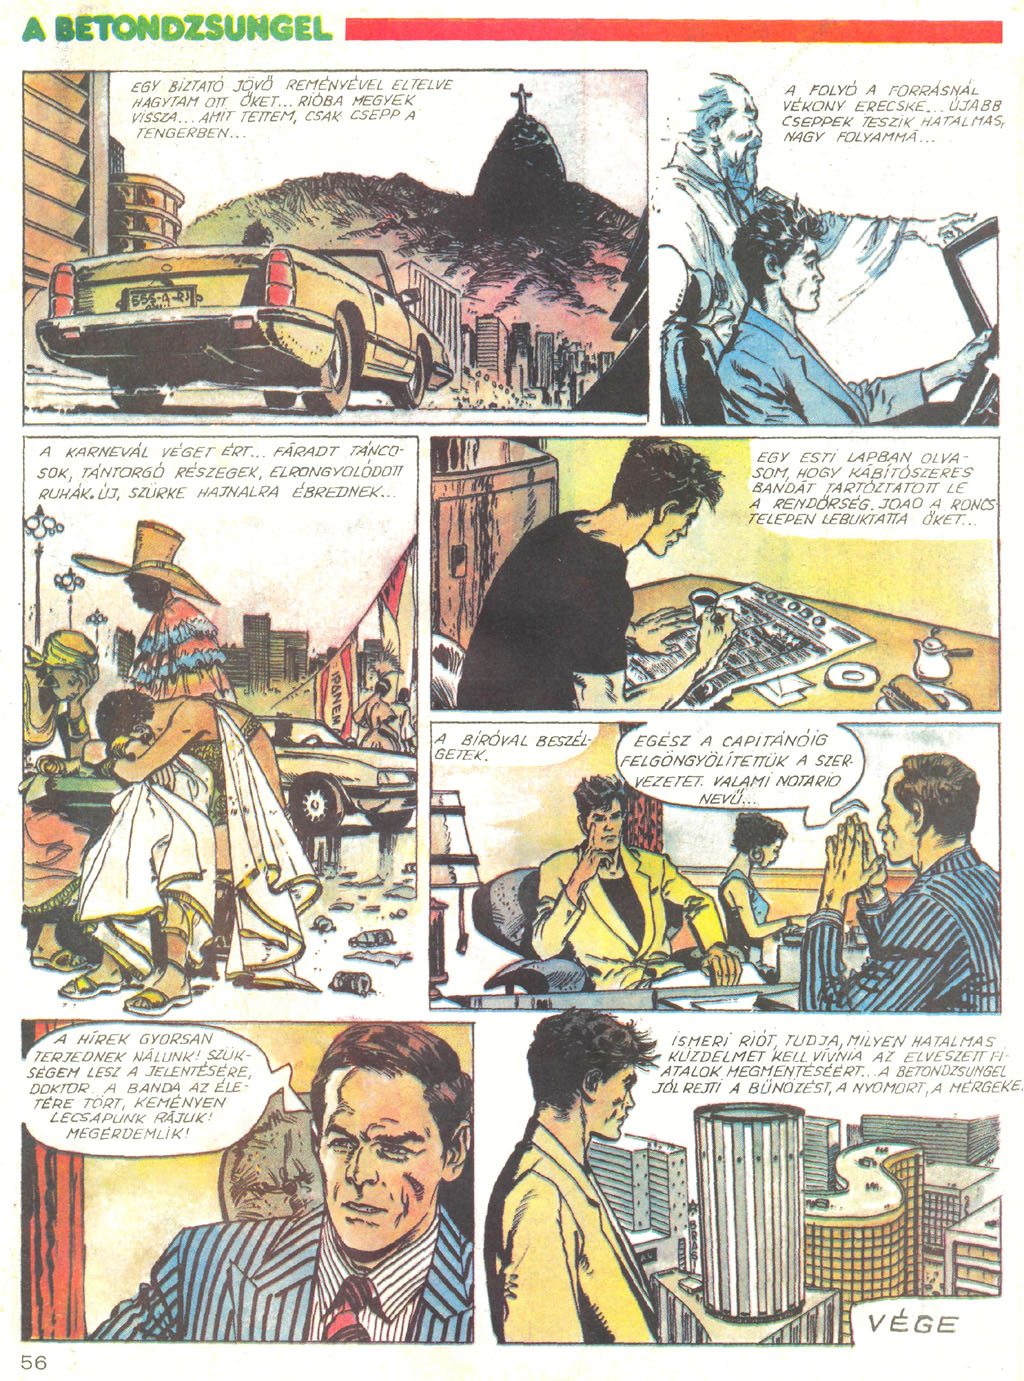 A BETONDZSUNGEL
EGY BIZTATÓ JÖVŐ REMÉNYÉVEL ELTELVE
HAGYTAM OTT ŐKET... RIÓBA MEGYEK
VISSZA... AMIT TETTEM, CSAK CSEPP A
TENGERBEN...
555-A-RJ
A FOLYÓ A FORRÁSNÁL
VÉKONY ERECSKE... ÚJABB
CSEPPEK TESZIK HATALMAS,
NAGY FOLYAMMÁ...
A KARNEVÁL VÉGET ÉRT... FÁRADT TÁNCO-
SOK, TÁNTORGÓ RÉSZEGEK, ELRONGYOLÓDOTT
RUHÁK. ÚJ, SZÜRKE HAJNALRA ÉBREDNEK...
EGY ESTI LAPBAN OLVA-
SOM, HOGY KÁBÍTÓSZERES
BANDÁT TARTÓZTATOTT LE
A RENDŐRSÉG. JOAO A RONCS-
TELEPEN LEBUKTATTA ŐKET...
A BÍRÓVAL BESZÉL-
GETEK.
EGÉSZ A CAPITÁNÓIG
FELGÖNGYÖLÍTETTÜK A SZER-
VEZETET. VALAMI NOTARIO
NEVŰ...
A HÍREK GYORSAN
TERJEDNEK NÁLUNK! SZÜK-
SÉGEM LESZ A JELENTÉSÉRE,
DOKTOR. A BANDA AZ ÉLE-
TÉRE TÖRT, KEMÉNYEN
LECSAPUNK RÁJUK!
MEGÉRDEMLIK!
ISMERI RIÓT, TUDJA, MILYEN HATALMAS
KÜZDELMET KELL VÍVNIA AZ ELVESZETT FI-
ATALOK MEGMENTÉSÉÉRT... A BETONDZSUNGEL
JÓL REJTI A BŰNÖZÉST, A NYOMORT, A MÉRGEKE.
VÉGE
56